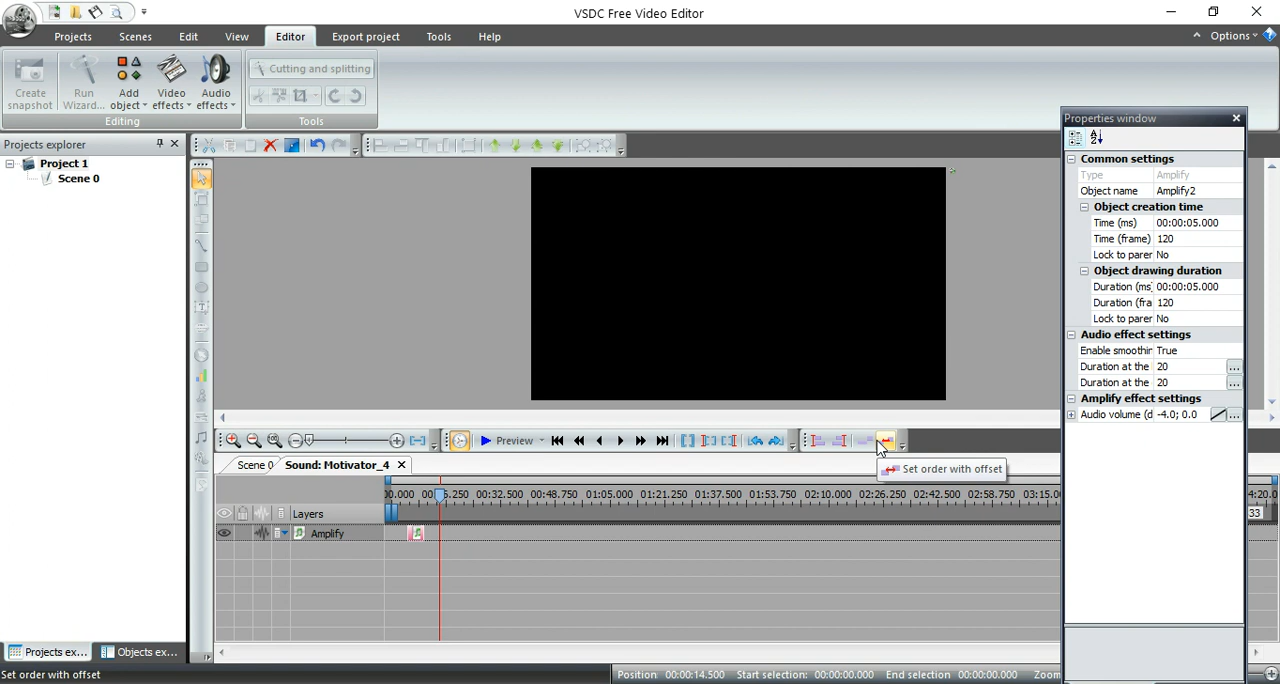 VSDC Free Video Editor
Projects Scenes Edit View Editor Export project Tools Help
Options
Create snapshot
Run Wizard...
Add object
Video effects
Audio effects
Cutting and splitting
Editing
Tools
Projects explorer
Project 1
Scene 0
Properties window
Common settings
Type Amplify
Object name Amplify2
Object creation time
Time (ms) 00:00:05.000
Time (frame) 120
Lock to parer No
Object drawing duration
Duration (ms 00:00:05.000
Duration (fra 120
Lock to parer No
Audio effect settings
Enable smoothin True
Duration at the 20 ...
Duration at the 20 ...
Amplify effect settings
Audio volume (d -4.0; 0.0 ...
Preview
Set order with offset
Scene 0 Sound: Motivator_4
00:32.500 00:48.750 01:05.000 01:21.250 01:37.500 01:53.750 02:10.000 02:26.250 02:42.500 02:58.750 03:15.0 4:20.0
33
Layers
Amplify
Projects ex... Objects ex...
Set order with offset
Position 00:00:14.500 Start selection: 00:00:00.000 End selection 00:00:00.000 Zoom